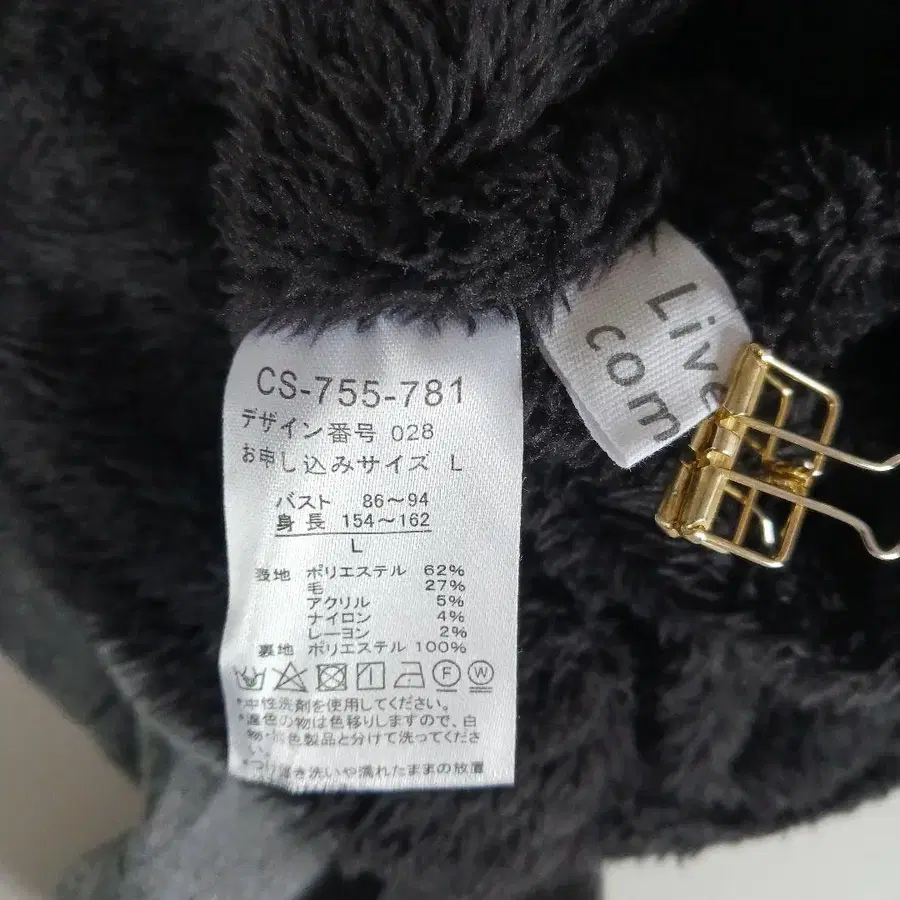 CS-755-781
デザイン番号 028
お申し込みサイズ L
バスト 86～94
身長 154～162
L
表地 ポリエステル 62%
毛 27%
アクリル 5%
ナイロン 4%
レーヨン 2%
裏地 ポリエステル 100%
F W
*中性洗剤を使用してください。
*濃色の物は色移りしますので、白
物・淡色製品と分けて洗ってくださ
い。
*つけ置き洗いや濡れたままの放置
Live
com